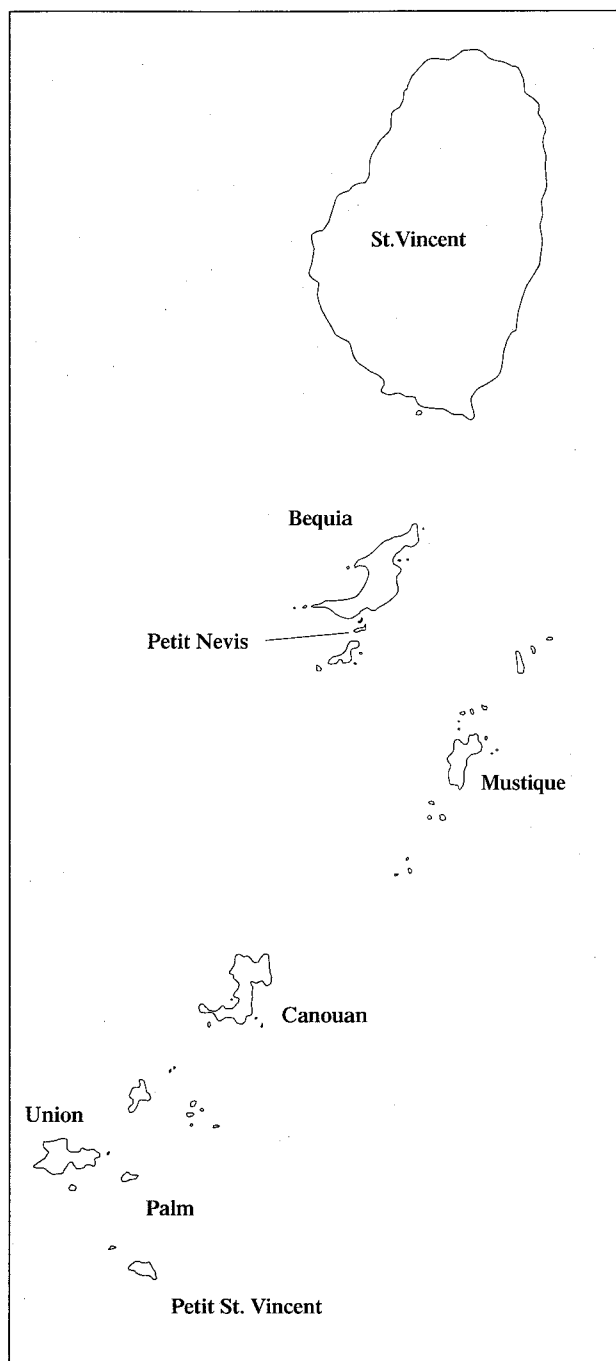 St.Vincent
Bequia
Petit Nevis
Mustique
Canouan
Union
Palm
Petit St. Vincent